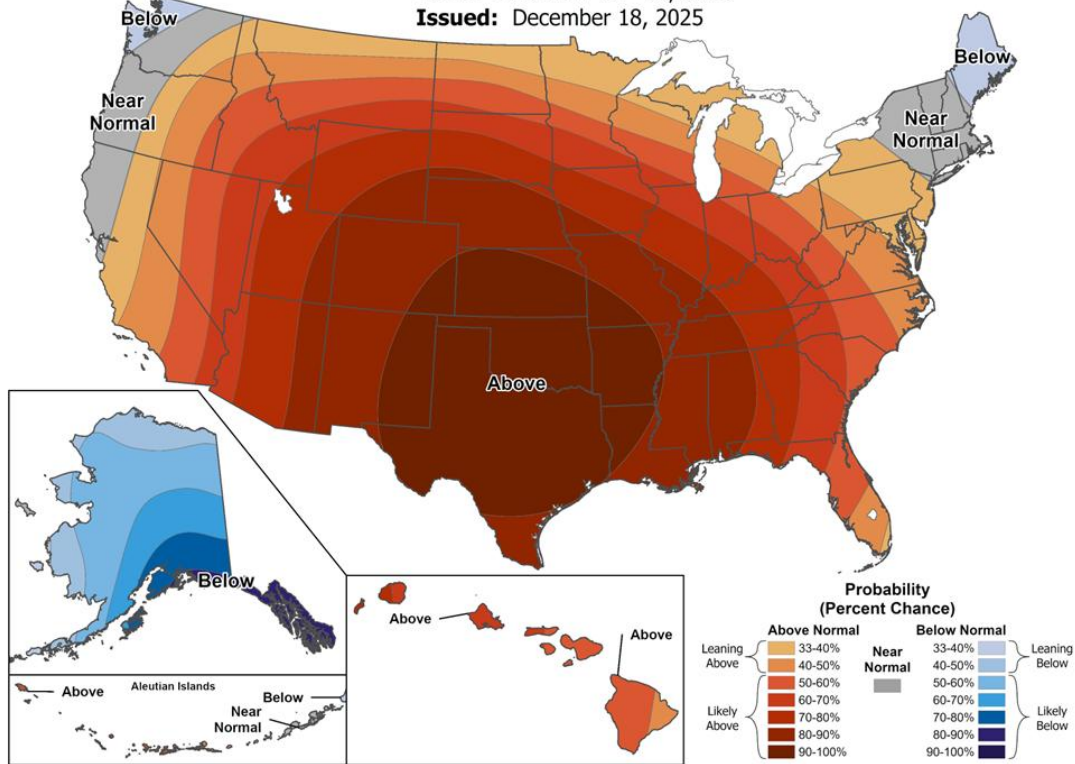 Issued: December 18, 2025
Below
Near
Normal
Below
Near
Normal
Above
Below
Above
Above
Above
Aleutian Islands
Below
Near
Normal
Probability
(Percent Chance)
Above Normal
Below Normal
Leaning
Above
33-40%
40-50%
Likely
Above
50-60%
60-70%
70-80%
80-90%
90-100%
Near
Normal
33-40%
40-50%
Leaning
Below
50-60%
60-70%
70-80%
80-90%
90-100%
Likely
Below